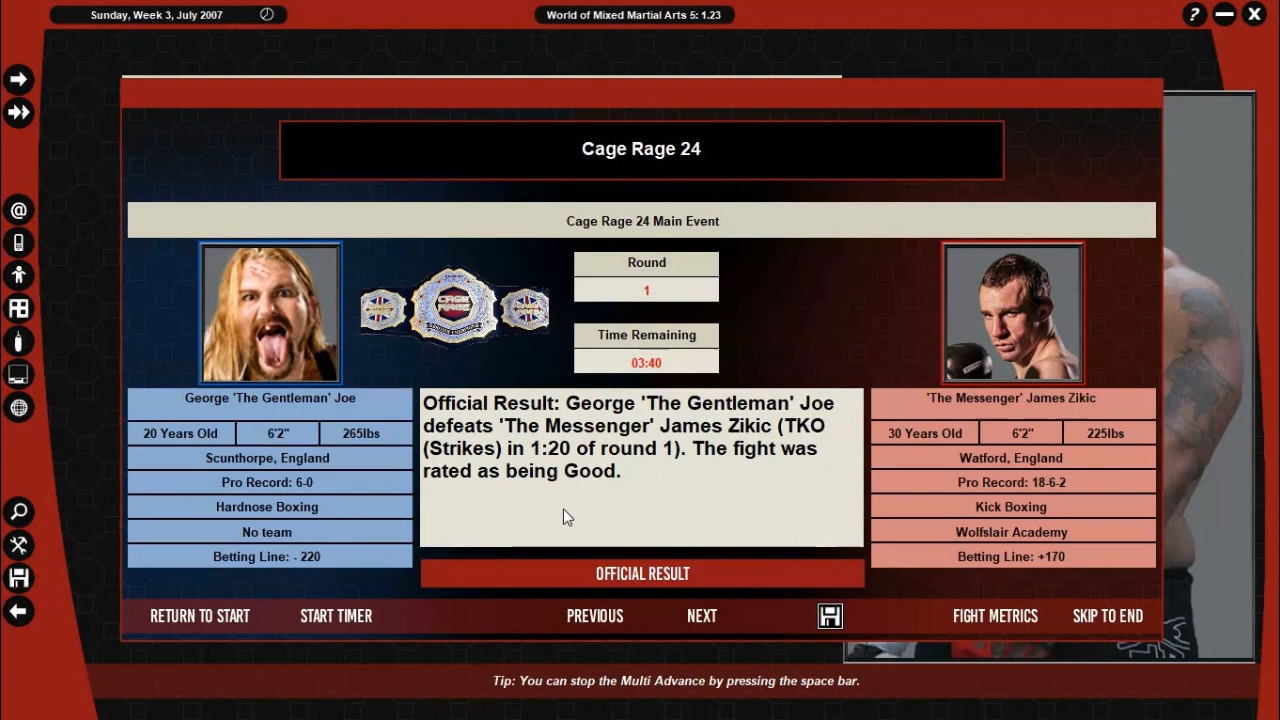 Sunday, Week 3, July 2007
World of Mixed Martial Arts 5: 1.23
?
Cage Rage 24
Cage Rage 24 Main Event
CAGE
RAGE
Round
1
Time Remaining
03:40
George 'The Gentleman' Joe
20 Years Old
6'2"
265lbs
Scunthorpe, England
Pro Record: 6-0
Hardnose Boxing
No team
Betting Line: - 220
Official Result: George 'The Gentleman' Joe
defeats 'The Messenger' James Zikic (TKO
(Strikes) in 1:20 of round 1). The fight was
rated as being Good.
OFFICIAL RESULT
'The Messenger' James Zikic
30 Years Old
6'2"
225lbs
Watford, England
Pro Record: 18-6-2
Kick Boxing
Wolfslair Academy
Betting Line: +170
RETURN TO START
START TIMER
PREVIOUS
NEXT
FIGHT METRICS
SKIP TO END
Tip: You can stop the Multi Advance by pressing the space bar.